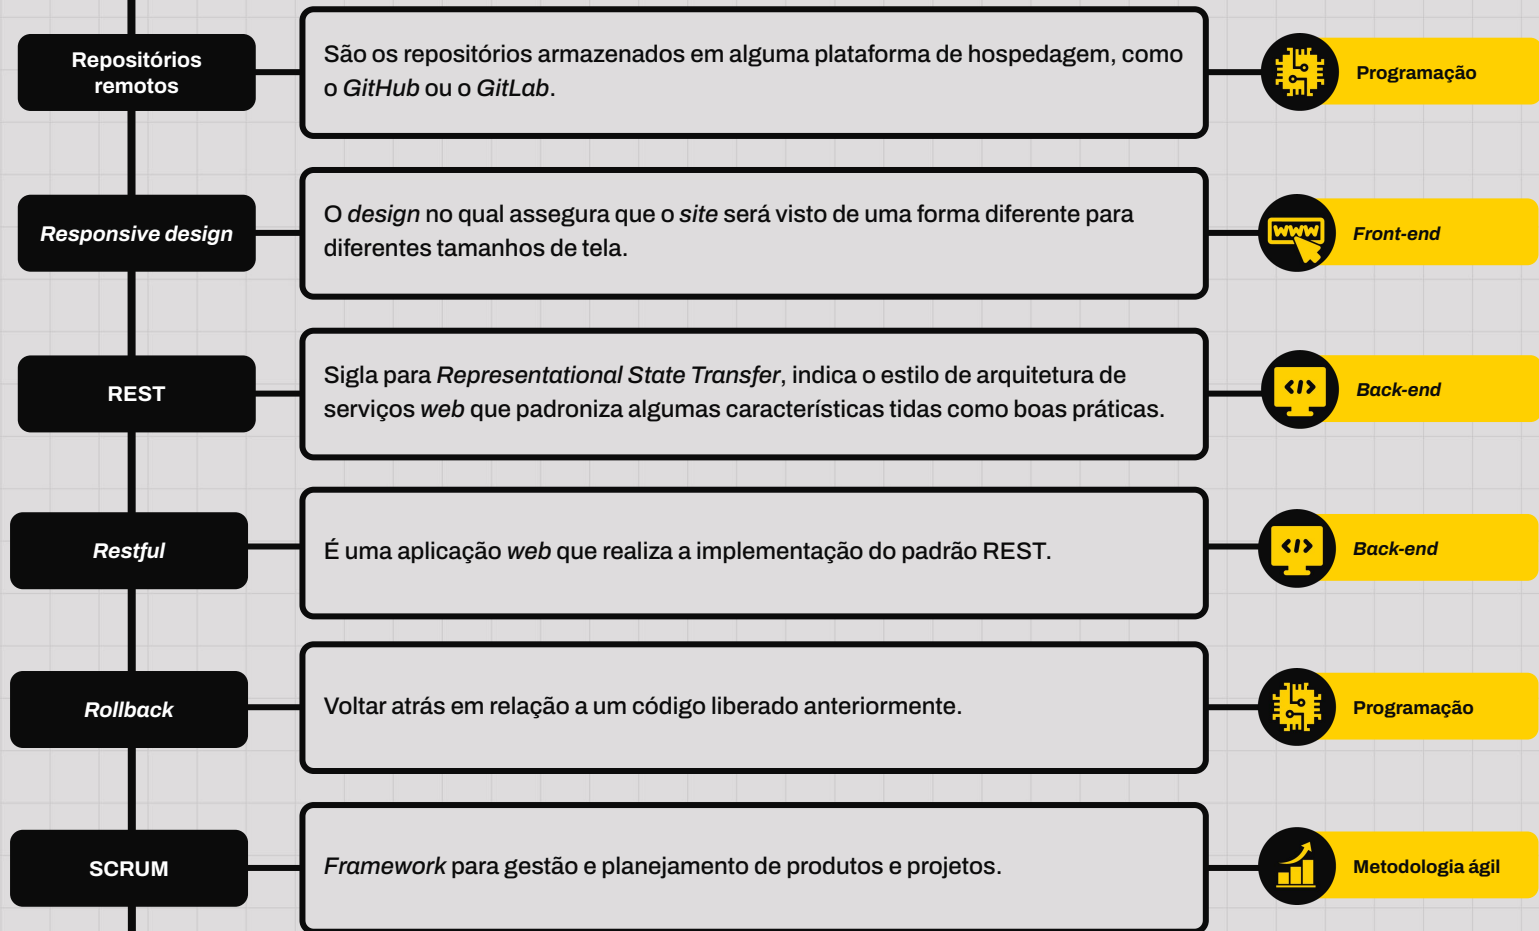 Repositórios
remotos
São os repositórios armazenados em alguma plataforma de hospedagem, como
o GitHub ou o GitLab.
Programação
Responsive design
O design no qual assegura que o site será visto de uma forma diferente para
diferentes tamanhos de tela.
www
Front-end
REST
Sigla para Representational State Transfer, indica o estilo de arquitetura de
serviços web que padroniza algumas características tidas como boas práticas.
</>
Back-end
Restful
É uma aplicação web que realiza a implementação do padrão REST.
</>
Back-end
Rollback
Voltar atrás em relação a um código liberado anteriormente.
Programação
SCRUM
Framework para gestão e planejamento de produtos e projetos.
Metodologia ágil